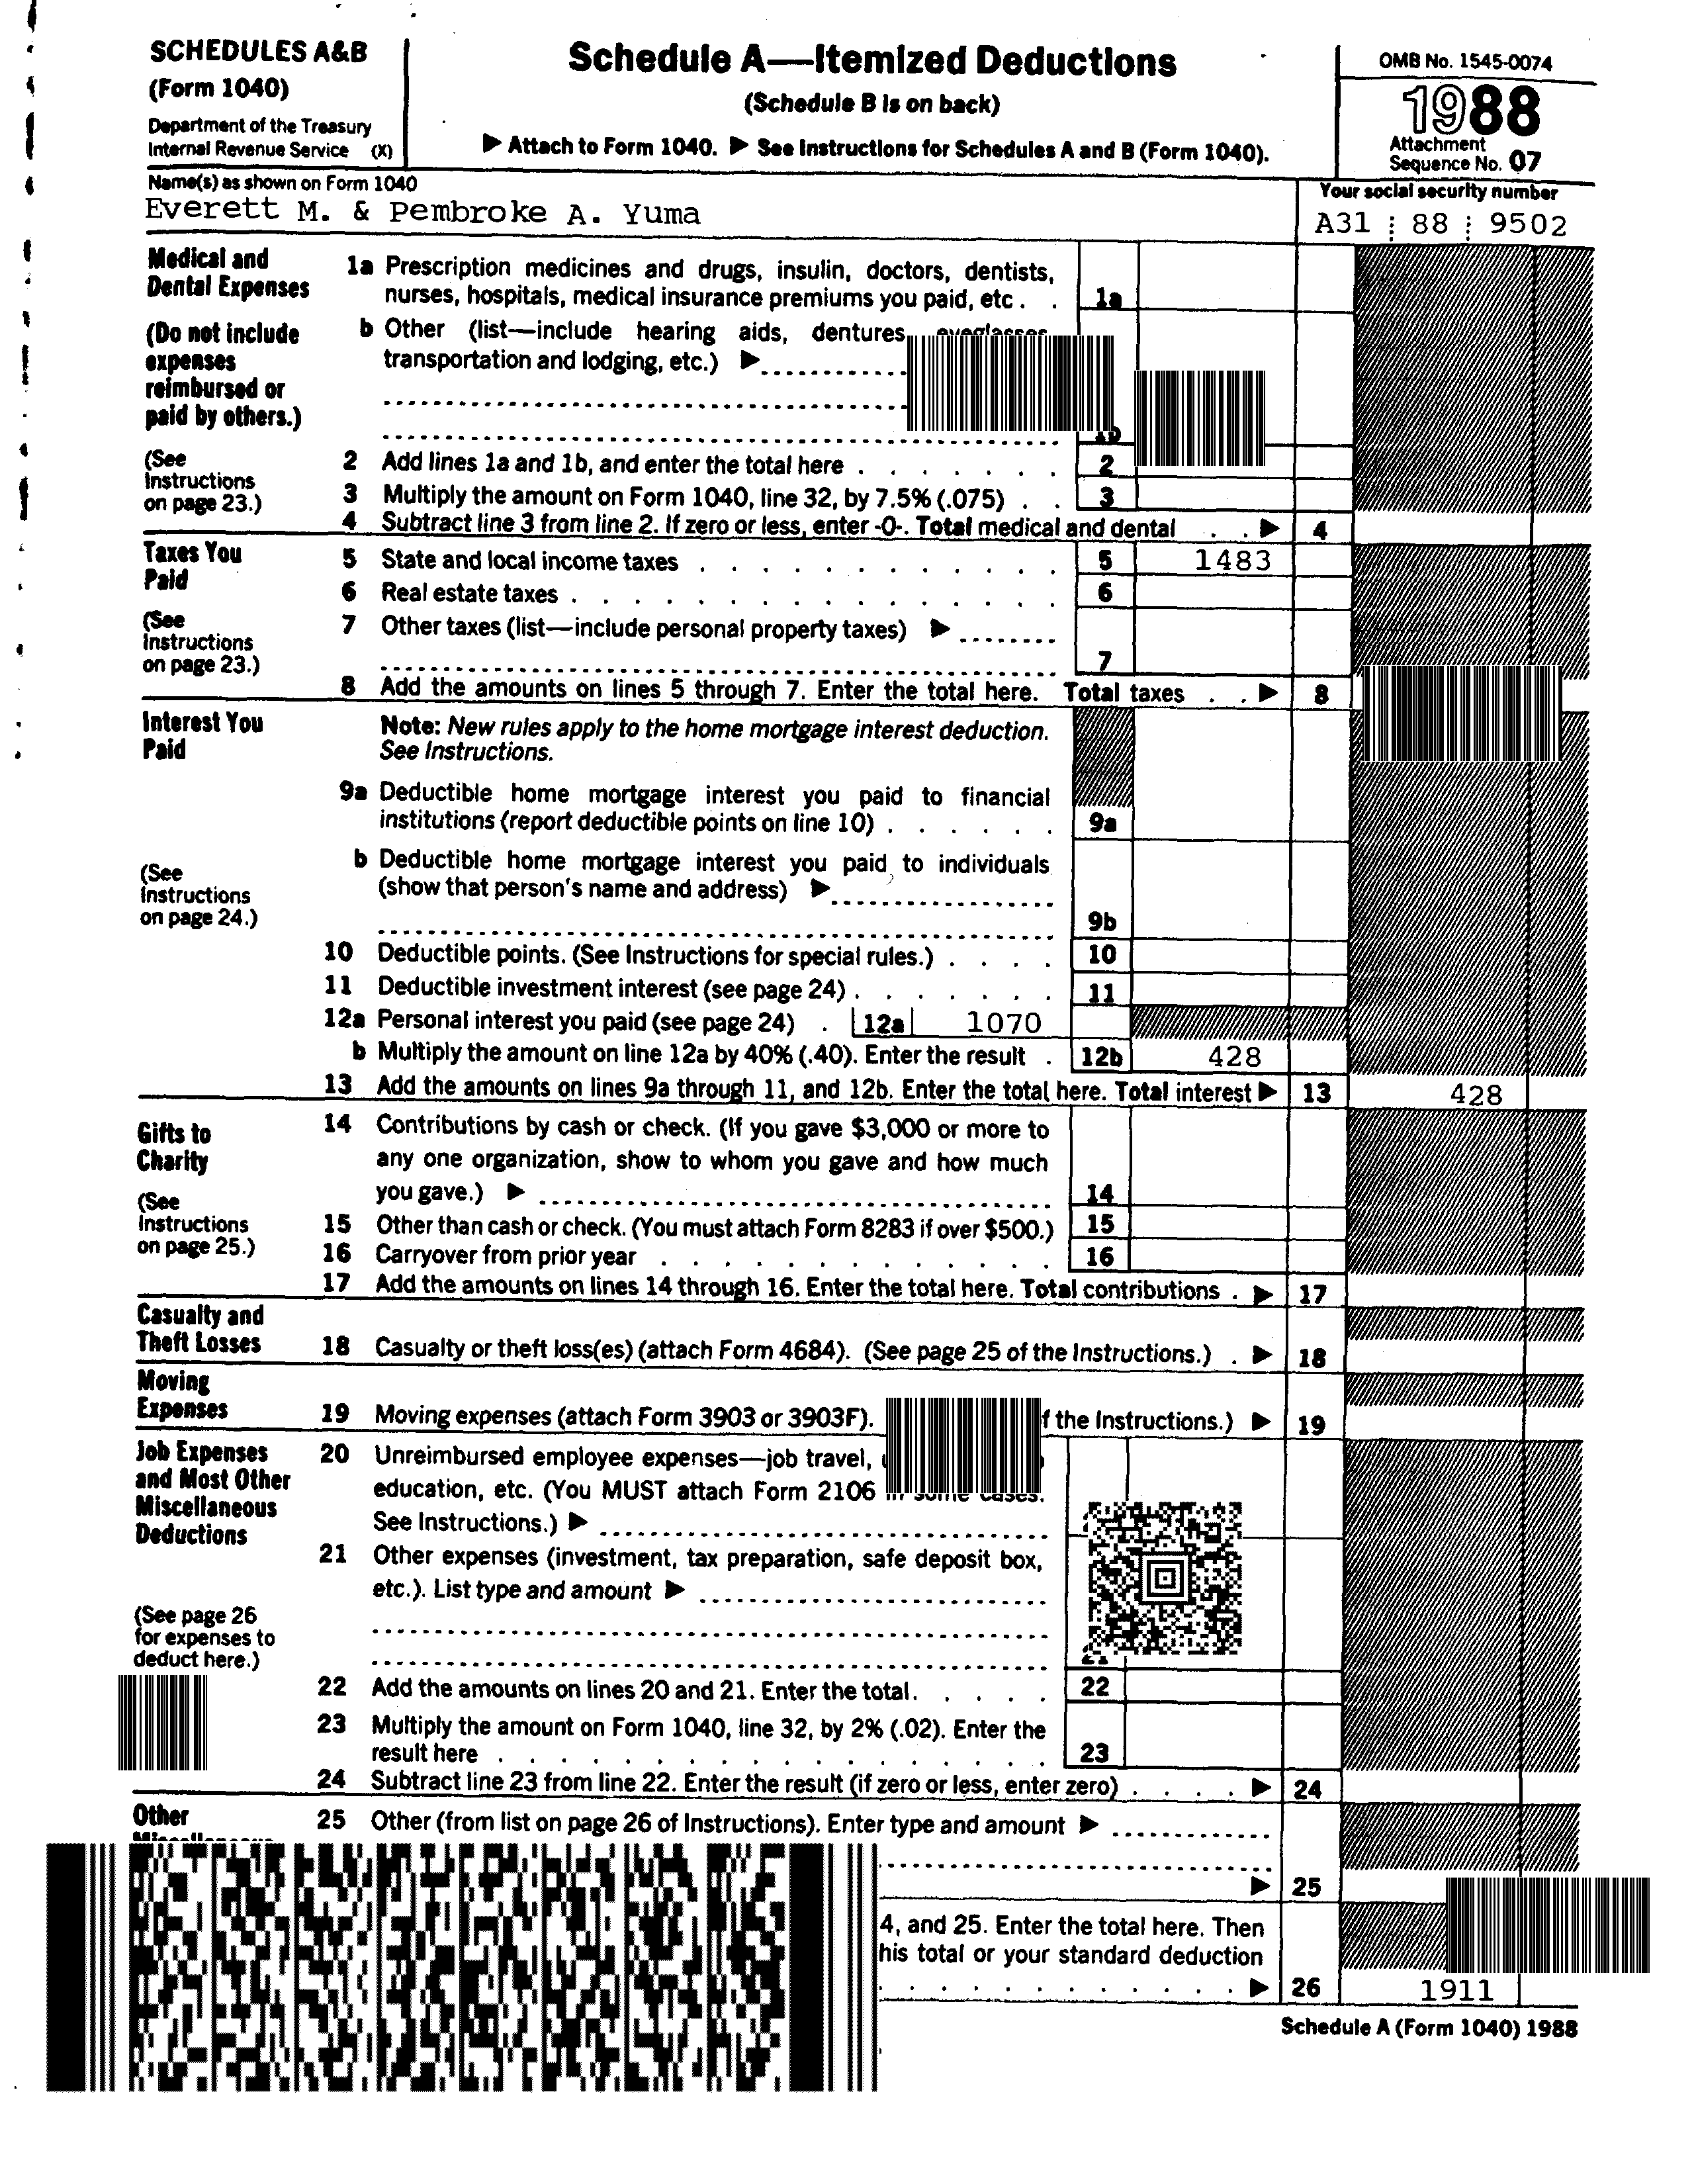 SCHEDULES A&B
(Form 1040)
Department of the Treasury
Internal Revenue Service (X)
Schedule A—Itemized Deductions
(Schedule B is on back)
▶ Attach to Form 1040. ▶ See Instructions for Schedules A and B (Form 1040).
OMB No. 1545-0074
1988
Attachment
Sequence No. 07
Name(s) as shown on Form 1040
Everett M. & Pembroke A. Yuma
Your social security number
A31 : 88 : 9502
Medical and
Dental Expenses
(Do not include
expenses
reimbursed or
paid by others.)
(See
Instructions
on page 23.)
1a Prescription medicines and drugs, insulin, doctors, dentists,
nurses, hospitals, medical insurance premiums you paid, etc . . 1a
b Other (list—include hearing aids, dentures, eyeglasses
transportation and lodging, etc.) ▶
1b
2 Add lines 1a and 1b, and enter the total here . . . . . . . 2
3 Multiply the amount on Form 1040, line 32, by 7.5% (.075) . . 3
4 Subtract line 3 from line 2. If zero or less, enter -0-. Total medical and dental . . ▶ 4
Taxes You
Paid
(See
Instructions
on page 23.)
5 State and local income taxes . . . . . . . . . . . . 5 1483
6 Real estate taxes . . . . . . . . . . . . . . . . 6
7 Other taxes (list—include personal property taxes) ▶
7
8 Add the amounts on lines 5 through 7. Enter the total here. Total taxes . . ▶ 8
Interest You
Paid
(See
Instructions
on page 24.)
Note: New rules apply to the home mortgage interest deduction.
See Instructions.
9a Deductible home mortgage interest you paid to financial
institutions (report deductible points on line 10) . . . . . . 9a
b Deductible home mortgage interest you paid to individuals
(show that person's name and address) ▶
9b
10 Deductible points. (See Instructions for special rules.) . . . . 10
11 Deductible investment interest (see page 24) . . . . . . . 11
12a Personal interest you paid (see page 24) . 12a 1070
b Multiply the amount on line 12a by 40% (.40). Enter the result . 12b 428
13 Add the amounts on lines 9a through 11, and 12b. Enter the total here. Total interest ▶ 13 428
Gifts to
Charity
(See
Instructions
on page 25.)
14 Contributions by cash or check. (If you gave $3,000 or more to
any one organization, show to whom you gave and how much
you gave.) ▶ 14
15 Other than cash or check. (You must attach Form 8283 if over $500.) 15
16 Carryover from prior year . . . . . . . . . . . . . 16
17 Add the amounts on lines 14 through 16. Enter the total here. Total contributions . ▶ 17
Casualty and
Theft Losses
18 Casualty or theft loss(es) (attach Form 4684). (See page 25 of the Instructions.) . ▶ 18
Moving
Expenses
19 Moving expenses (attach Form 3903 or 3903F). f the Instructions.) ▶ 19
Job Expenses
and Most Other
Miscellaneous
Deductions
(See page 26
for expenses to
deduct here.)
20 Unreimbursed employee expenses—job travel,
education, etc. (You MUST attach Form 2106 in some cases.
See Instructions.) ▶
21 Other expenses (investment, tax preparation, safe deposit box,
etc.). List type and amount ▶
22 Add the amounts on lines 20 and 21. Enter the total. . . . . 22
23 Multiply the amount on Form 1040, line 32, by 2% (.02). Enter the
result here . . . . . . . . . . . . . . . . . 23
24 Subtract line 23 from line 22. Enter the result (if zero or less, enter zero) . . . . ▶ 24
Other
Miscellaneous
25 Other (from list on page 26 of Instructions). Enter type and amount ▶
▶ 25
4, and 25. Enter the total here. Then
his total or your standard deduction
. . . . . . . . . . . ▶ 26 1911
Schedule A (Form 1040) 1988